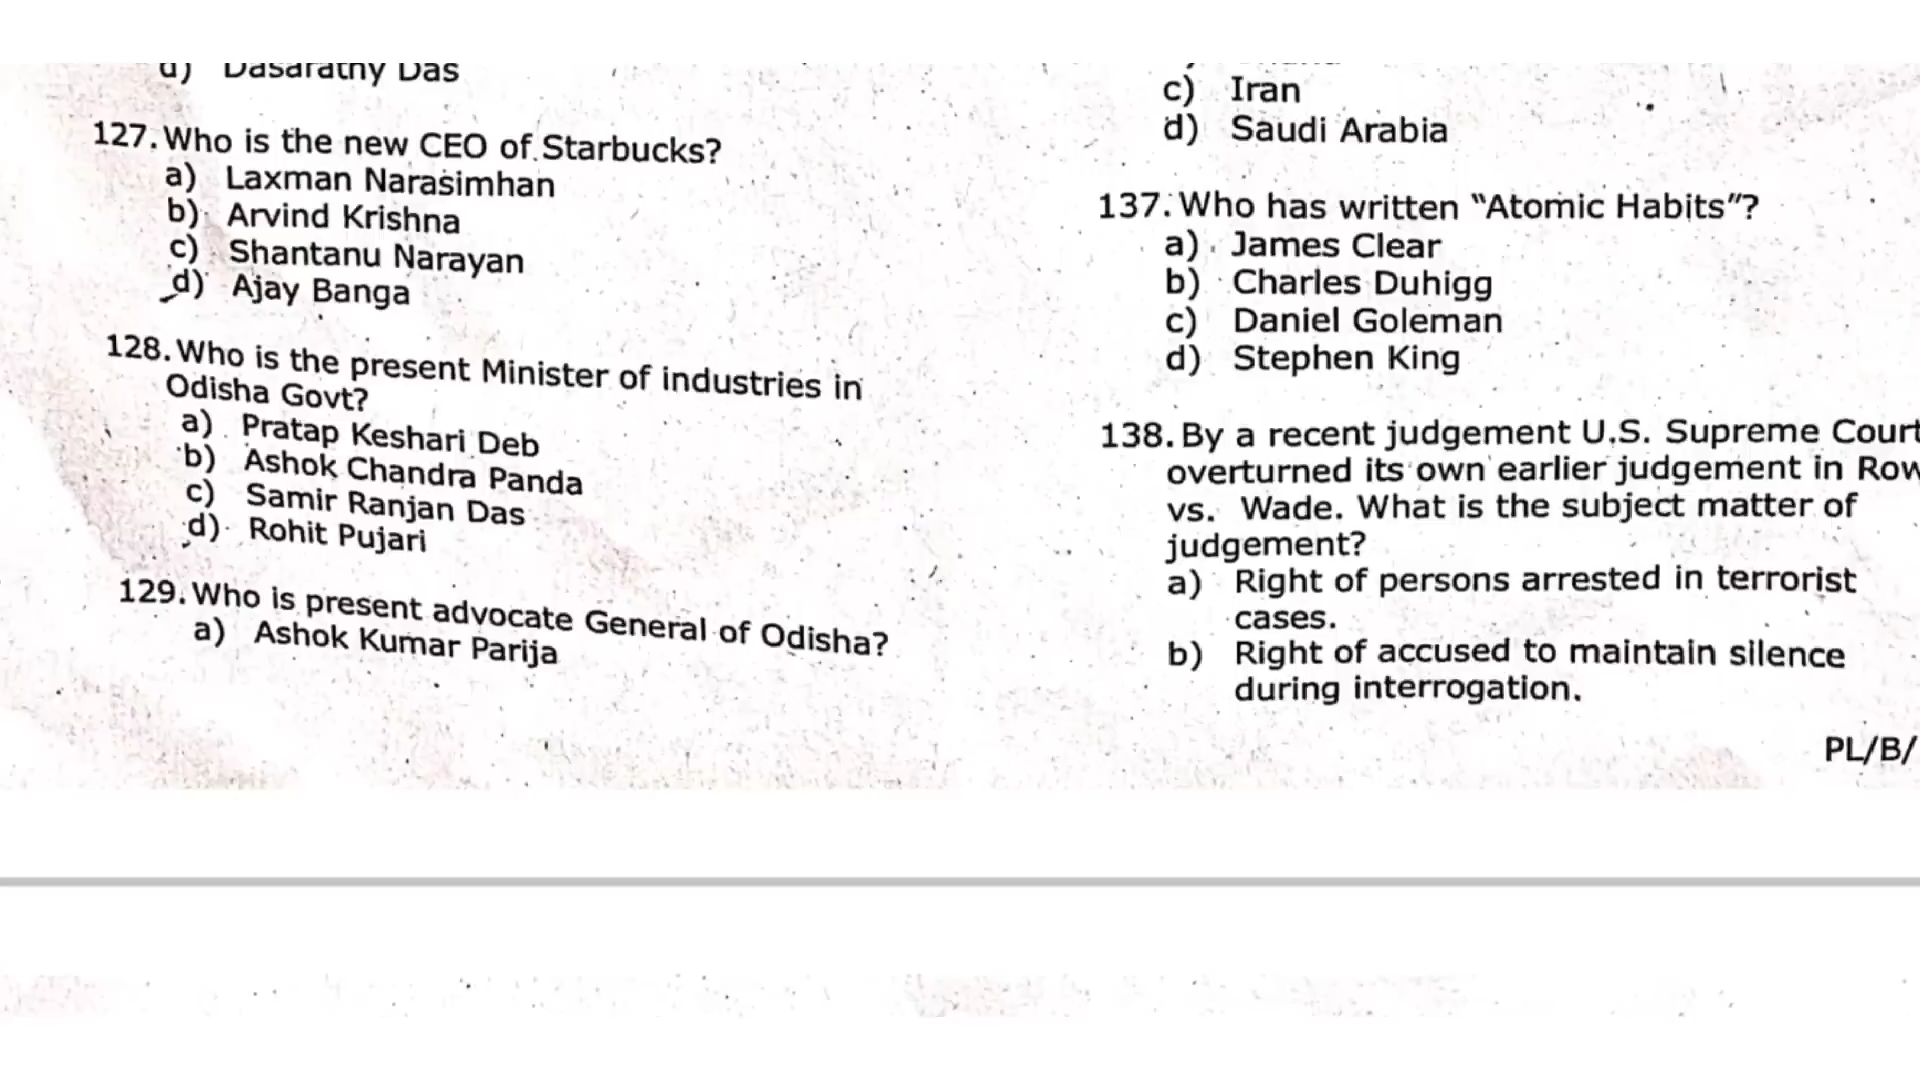 d) Dasarathy Das
127. Who is the new CEO of Starbucks?
a) Laxman Narasimhan
b) Arvind Krishna
c) Shantanu Narayan
d) Ajay Banga
128. Who is the present Minister of industries in
Odisha Govt?
a) Pratap Keshari Deb
b) Ashok Chandra Panda
c) Samir Ranjan Das
d) Rohit Pujari
129. Who is present advocate General of Odisha?
a) Ashok Kumar Parija
c) Iran
d) Saudi Arabia
137. Who has written “Atomic Habits”?
a) James Clear
b) Charles Duhigg
c) Daniel Goleman
d) Stephen King
138. By a recent judgement U.S. Supreme Court
overturned its own earlier judgement in Row
vs. Wade. What is the subject matter of
judgement?
a) Right of persons arrested in terrorist
cases.
b) Right of accused to maintain silence
during interrogation.
PL/B/